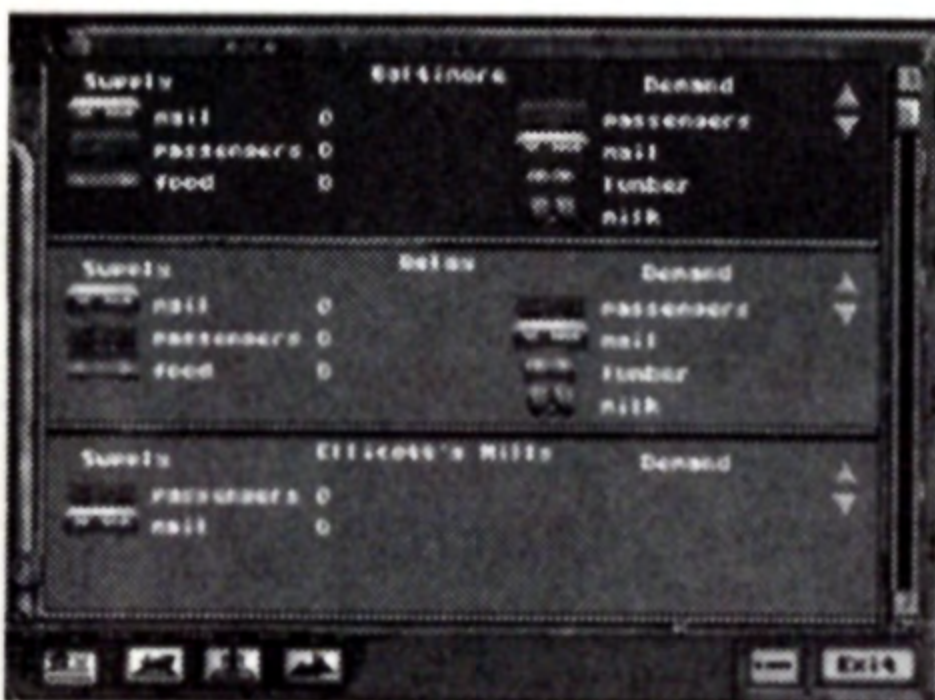 Baltimore
Supply
mail 0
passengers 0
food 0
Demand
passengers
mail
lumber
milk
Relay
Supply
mail 0
passengers 0
food 0
Demand
passengers
mail
lumber
milk
Ellicott's Mills
Supply
passengers 0
mail 0
Demand
Exit